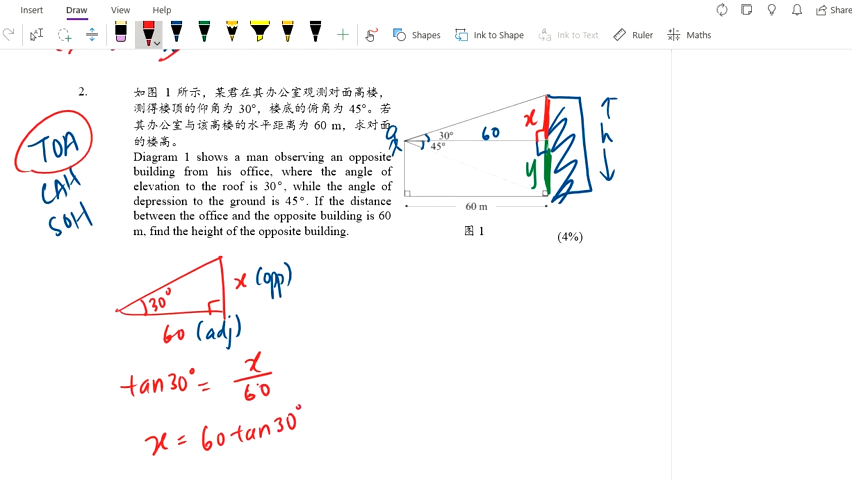 Insert Draw View Help
Share
Shapes Ink to Shape Ink to Text Ruler Maths
2.
如图 1 所示，某君在其办公室观测对面高楼，
测得楼顶的仰角为 30°，楼底的俯角为 45°。若
其办公室与该高楼的水平距离为 60 m，求对面
的楼高。
Diagram 1 shows a man observing an opposite
building from his office, where the angle of
elevation to the roof is 30°, while the angle of
depression to the ground is 45°. If the distance
between the office and the opposite building is 60
m, find the height of the opposite building.
TOA
CAH
SOH
30°
45°
60
x
y
h
60 m
图 1
(4%)
30°
x (opp)
60 (adj)
tan30° = x/60
x = 60 tan30°